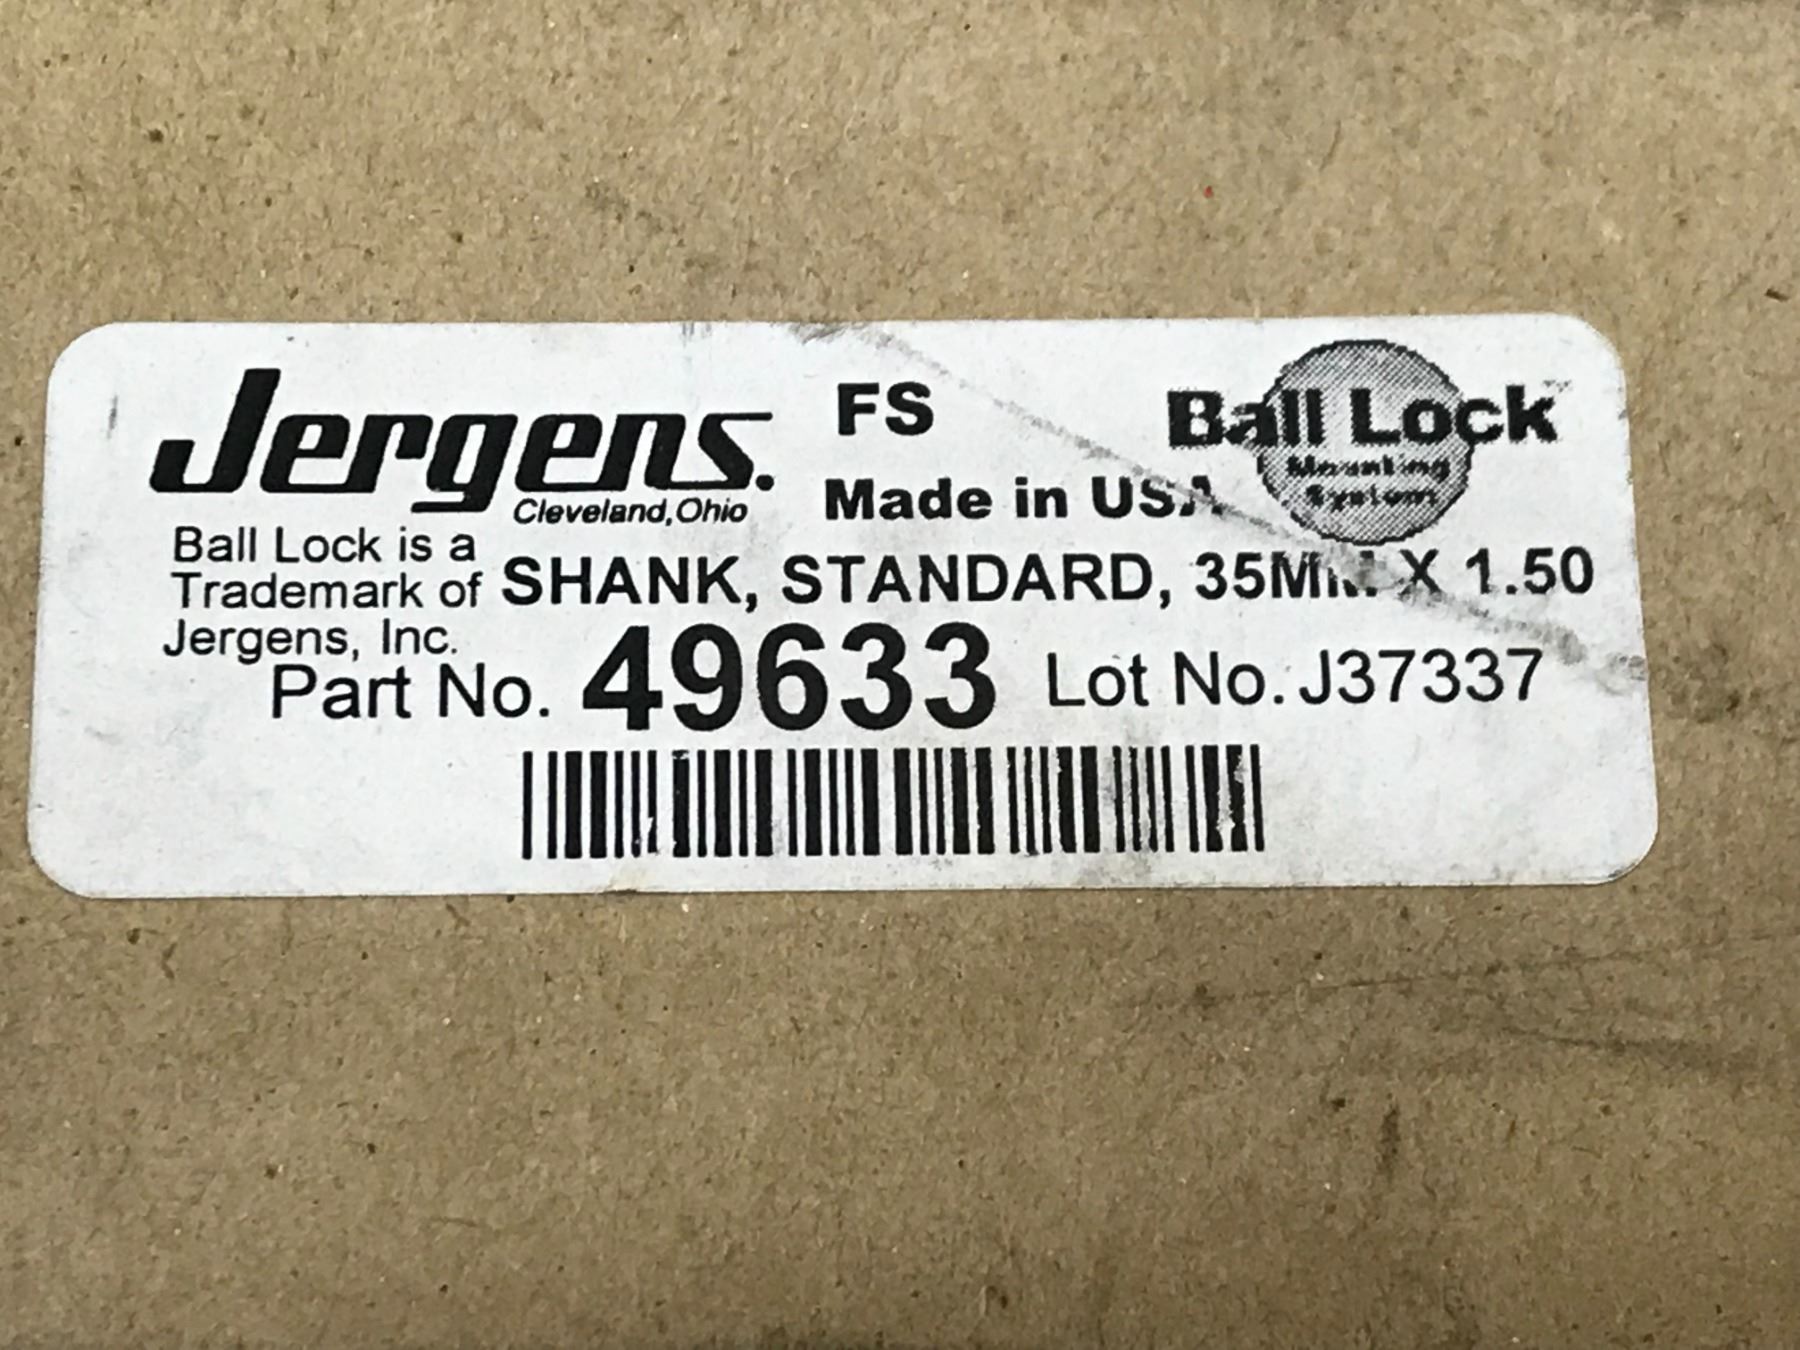 Jergens.
Cleveland, Ohio
FS
Made in USA
Ball Lock
Mounting
System
Ball Lock is a
Trademark of
Jergens, Inc.
SHANK, STANDARD, 35MM X 1.50
Part No. 49633 Lot No. J37337